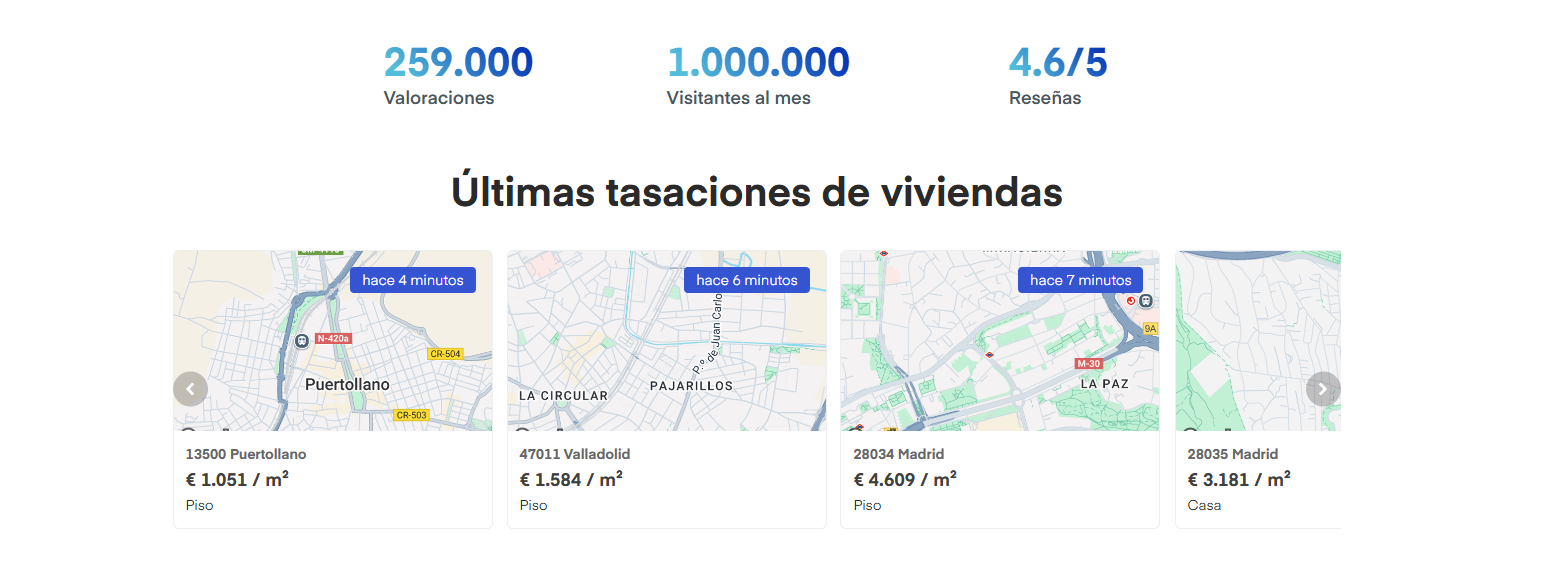 259.000
Valoraciones
1.000.000
Visitantes al mes
4.6/5
Reseñas
Últimas tasaciones de viviendas
hace 4 minutos
N-420a
CR-504
Puertollano
CR-503
13500 Puertollano
€ 1.051 / m²
Piso
hace 6 minutos
P.º de Juan Carlo
PAJARILLOS
LA CIRCULAR
47011 Valladolid
€ 1.584 / m²
Piso
hace 7 minutos
9A
M-30
LA PAZ
28034 Madrid
€ 4.609 / m²
Piso
28035 Madrid
€ 3.181 / m²
Casa